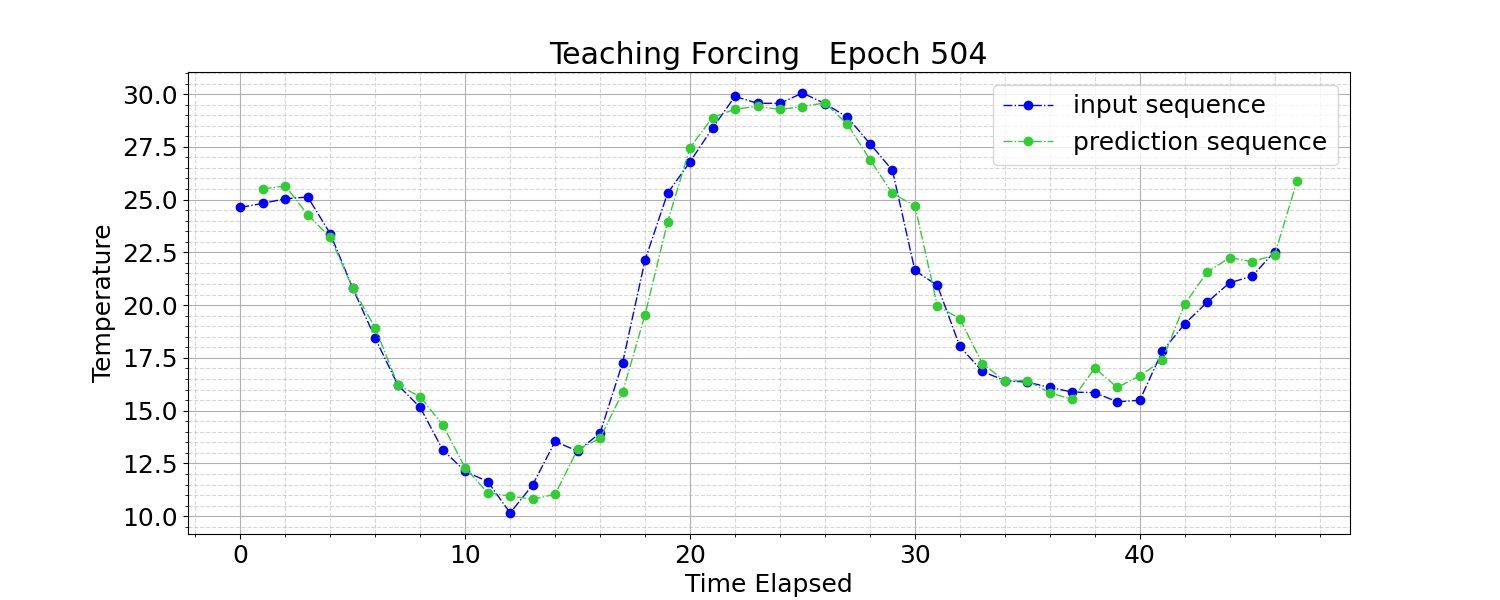 Teaching Forcing   Epoch 504
input sequence
prediction sequence
30.0
27.5
25.0
22.5
20.0
17.5
15.0
12.5
10.0
Temperature
0 10 20 30 40
Time Elapsed